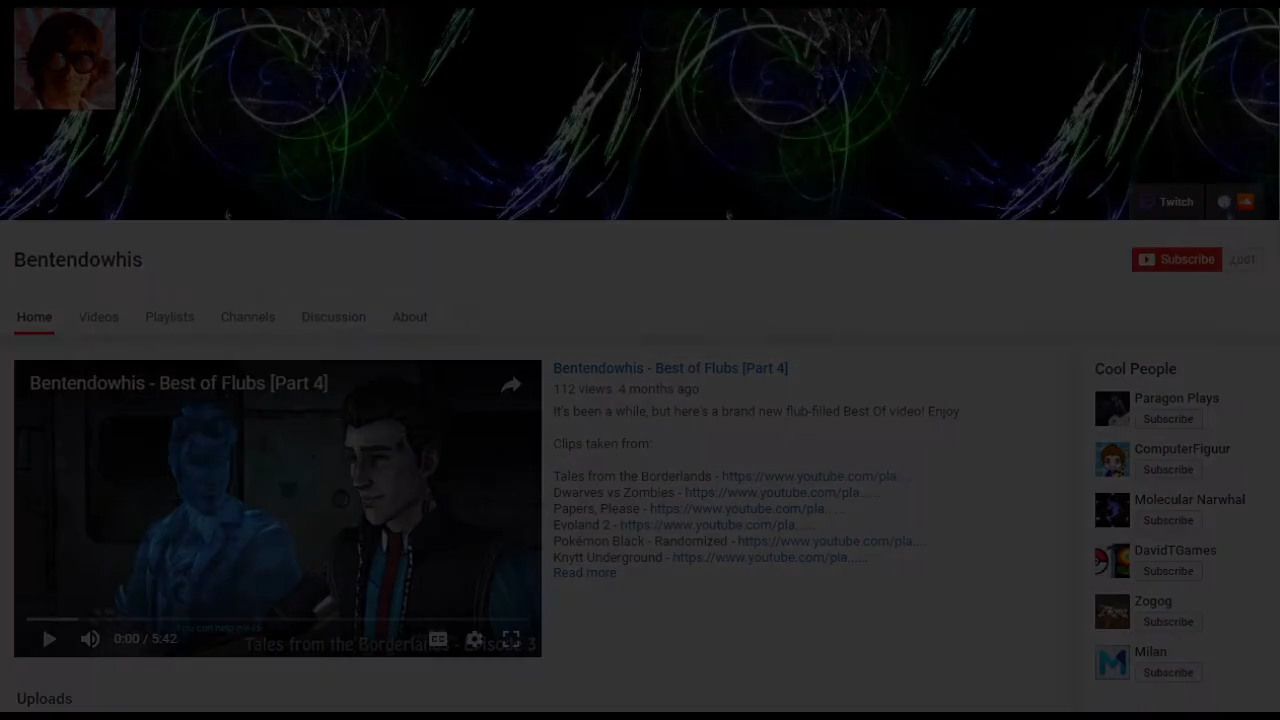 Twitch
Bentendowhis
Subscribe 2,001
Home Videos Playlists Channels Discussion About
Bentendowhis - Best of Flubs [Part 4]
0:00 / 5:42
CC
Tales from the Borderlands - Episode 3
Bentendowhis - Best of Flubs [Part 4]
112 views 4 months ago
It's been a while, but here's a brand new flub-filled Best Of video! Enjoy
Clips taken from:
Tales from the Borderlands - https://www.youtube.com/pla...
Dwarves vs Zombies - https://www.youtube.com/pla......
Papers, Please - https://www.youtube.com/pla......
Evoland 2 - https://www.youtube.com/pla......
Pokémon Black - Randomized - https://www.youtube.com/pla....
Knytt Underground - https://www.youtube.com/pla......
Read more
Cool People
Paragon Plays
Subscribe
ComputerFiguur
Subscribe
Molecular Narwhal
Subscribe
DavidTGames
Subscribe
Zogog
Subscribe
Milan
Subscribe
Uploads